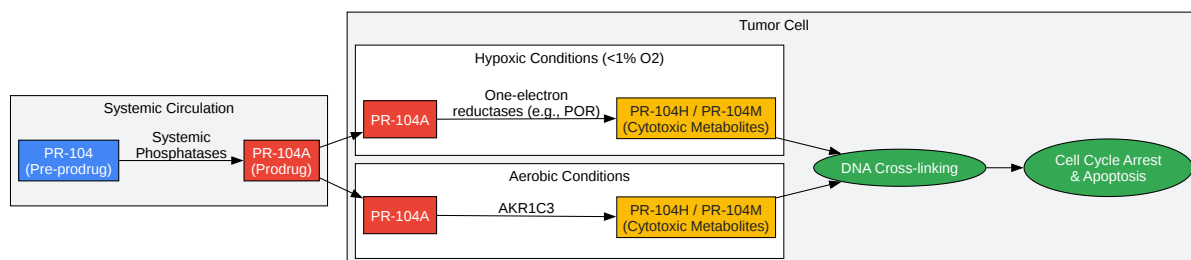 Tumor Cell
Systemic Circulation
PR-104
(Pre-prodrug)
Systemic
Phosphatases
PR-104A
(Prodrug)
Hypoxic Conditions (<1% O2)
PR-104A
One-electron
reductases (e.g., POR)
PR-104H / PR-104M
(Cytotoxic Metabolites)
Aerobic Conditions
PR-104A
AKR1C3
PR-104H / PR-104M
(Cytotoxic Metabolites)
DNA Cross-linking
Cell Cycle Arrest
& Apoptosis